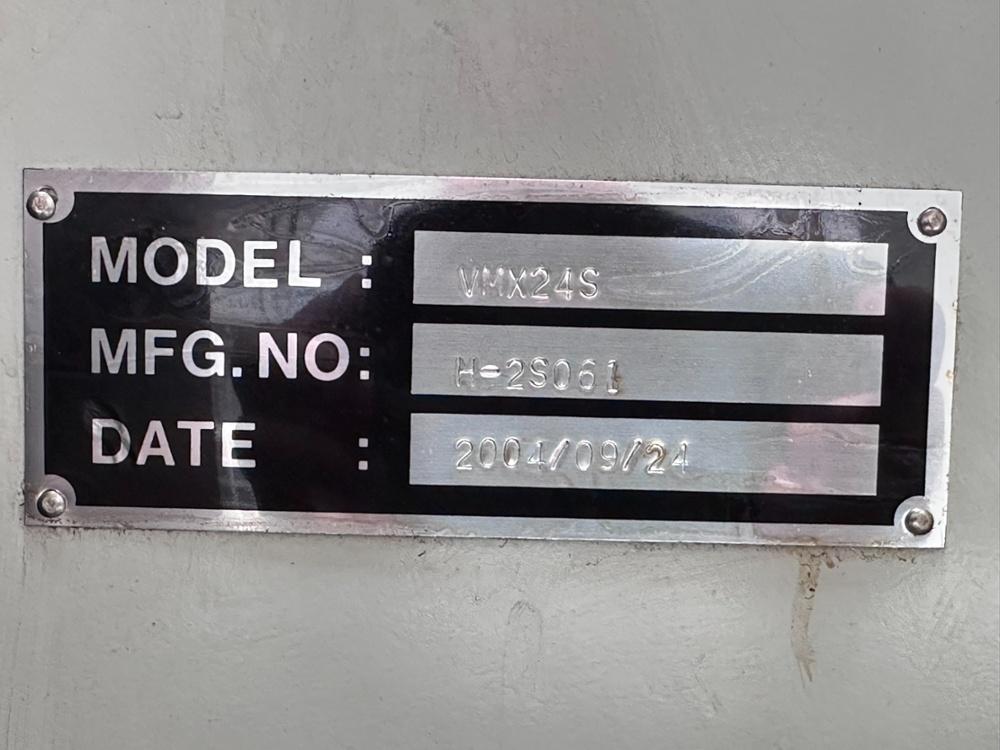 MODEL : VMX24S
MFG. NO: H-2S061
DATE : 2004/09/24